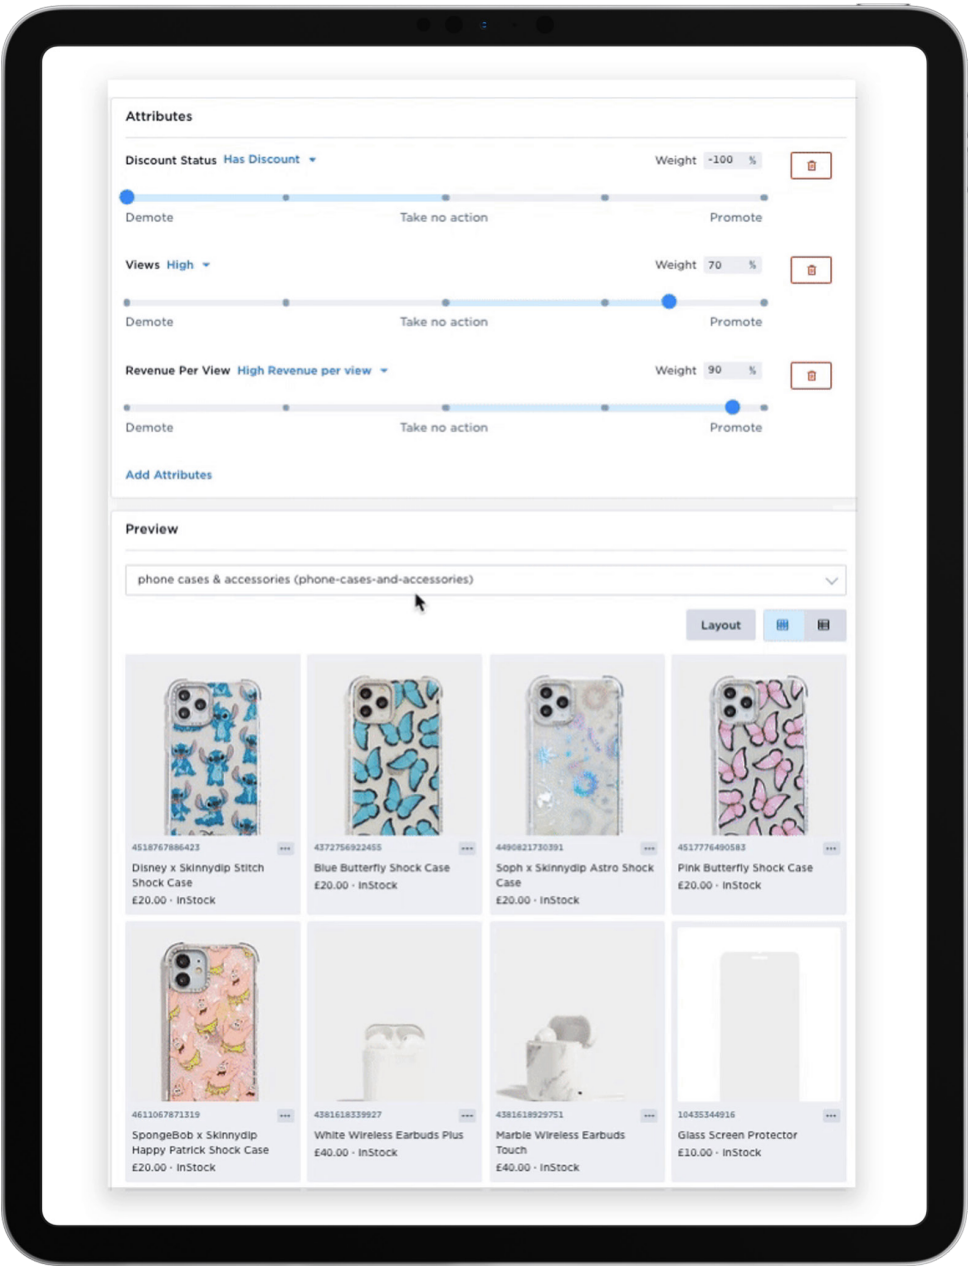 Attributes
Discount Status Has Discount Weight -100 %
Demote Take no action Promote
Views High Weight 70 %
Demote Take no action Promote
Revenue Per View High Revenue per view Weight 90 %
Demote Take no action Promote
Add Attributes
Preview
phone cases & accessories (phone-cases-and-accessories)
Layout
4518767886423
Disney x Skinnydip Stitch
Shock Case
£20.00 · InStock
4372756922455
Blue Butterfly Shock Case
£20.00 · InStock
4490821730391
Soph x Skinnydip Astro Shock
Case
£20.00 · InStock
4517776490583
Pink Butterfly Shock Case
£20.00 · InStock
4611067871319
SpongeBob x Skinnydip
Happy Patrick Shock Case
£20.00 · InStock
4381618339927
White Wireless Earbuds Plus
£40.00 · InStock
4381618929751
Marble Wireless Earbuds
Touch
£40.00 · InStock
10435344916
Glass Screen Protector
£10.00 · InStock